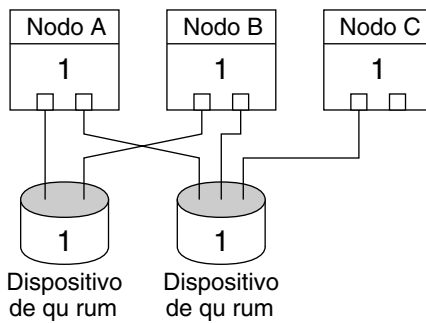 Nodo A
Nodo B
Nodo C
1
1
1
1
1
Dispositivo
de qu rum
Dispositivo
de qu rum